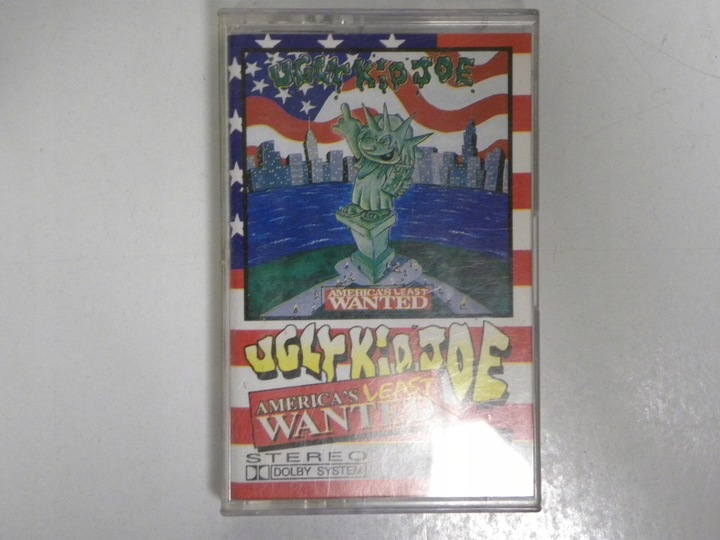 UGLY KID JOE
AMERICA'S LEAST
WANTED
UGLY KID JOE
AMERICA'S LEAST
WANTED
STEREO
DOLBY SYSTEM